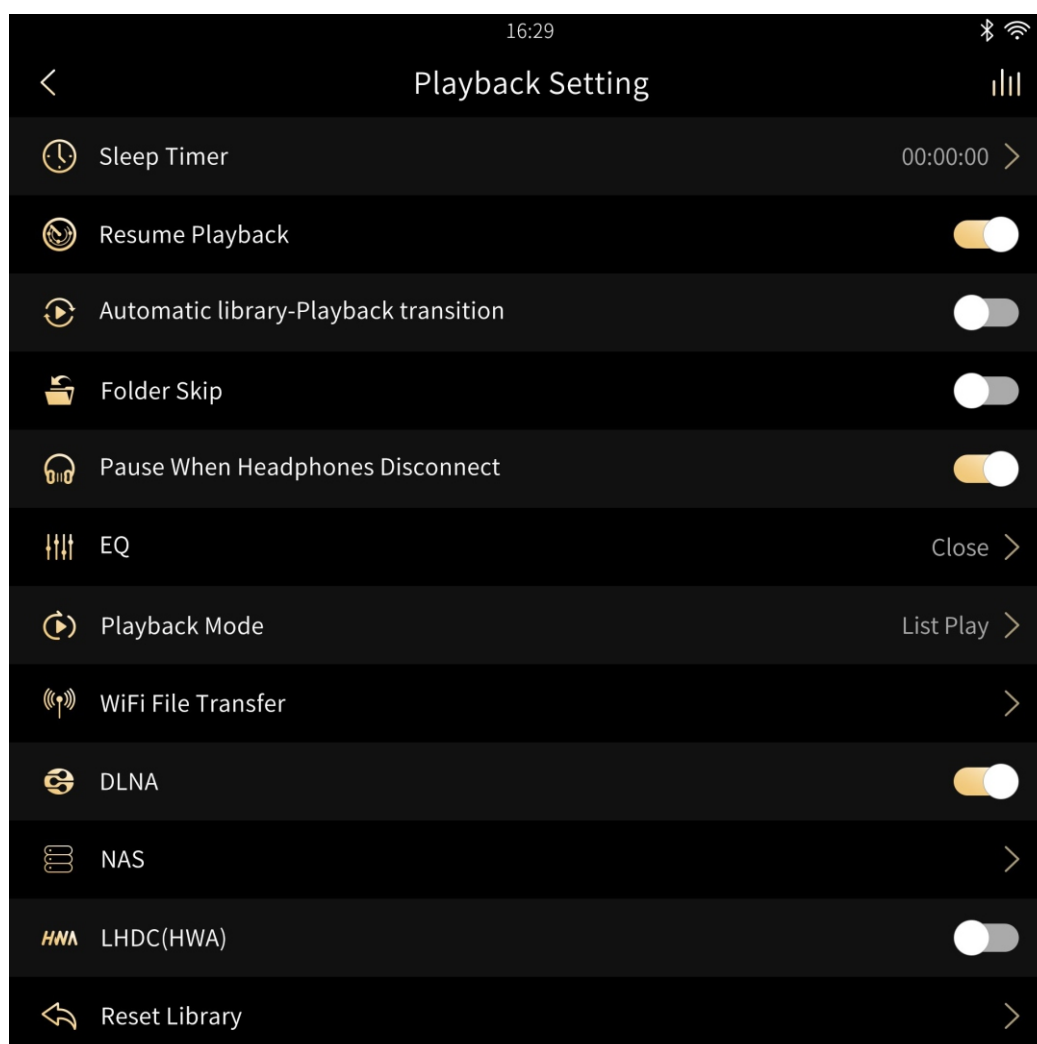 16:29
Playback Setting
Sleep Timer 00:00:00
Resume Playback
Automatic library-Playback transition
Folder Skip
Pause When Headphones Disconnect
EQ Close
Playback Mode List Play
WiFi File Transfer
DLNA
NAS
HWA LHDC(HWA)
Reset Library